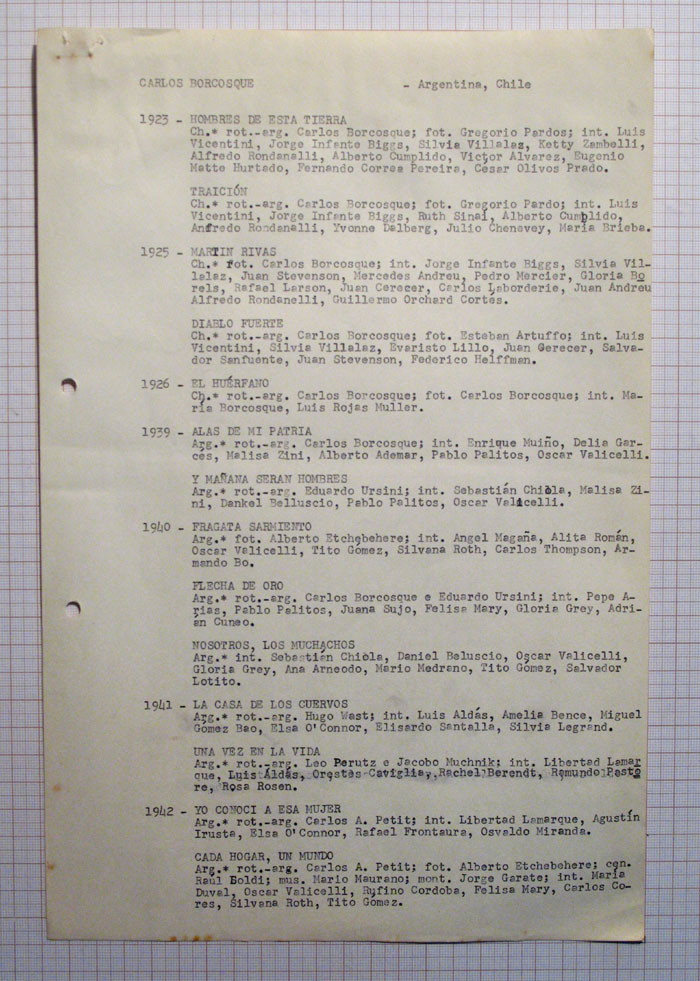 CARLOS BORCOSQUE - Argentina, Chile
1923 - HOMBRES DE ESTA TIERRA
Ch.* rot.-arg. Carlos Borcosque; fot. Gregorio Pardos; int. Luis
Vicentini, Jorge Infante Biggs, Silvia Villalaz, Ketty Zambelli,
Alfredo Rondanalli, Alberto Cumplido, Victor Alvarez, Eugenio
Matte Hurtado, Fernando Correa Pereira, César Olivos Prado.
TRAICIÓN
Ch.* rot.-arg. Carlos Borcosque; fot. Gregorio Pardo; int. Luis
Vicentini, Jorge Infante Biggs, Ruth Sinai, Alberto Cumplido,
Anfredo Rondanalli, Yvonne Dalberg, Julio Chenevey, Maria Brieba.
1925 - MARTIN RIVAS
Ch.* rot. Carlos Borcosque; int. Jorge Infante Biggs, Silvia Vil-
lalaz, Juan Stevenson, Mercedes Andreu, Pedro Mercier, Gloria Bo
rels, Rafael Larson, Juan Cerecer, Carlos Laborderie, Juan Andreu
Alfredo Rondanelli, Guillermo Orchard Cortes.
DIABLO FUERTE
Ch.* rot.-arg. Carlos Borcosque; fot. Esteban Artuffo; int. Luis
Vicentini, Silvia Villalaz, Evaristo Lillo, Juan Gerecer, Salva-
dor Sanfuente, Juan Stevenson, Federico Helffman.
1926 - EL HUÉRFANO
Ch.* rot.-arg. Carlos Borcosque; fot. Carlos Borcosque; int. Ma-
ría Borcosque, Luis Rojas Muller.
1939 - ALAS DE MI PATRIA
Arg.* rot.-arg. Carlos Borcosque; int. Enrique Muiño, Delia Gar-
cés, Malisa Zini, Alberto Ademar, Pablo Palitos, Oscar Valicelli.
Y MAÑANA SERAN HOMBRES
Arg.* rot.-arg. Eduardo Ursini; int. Sebastián Chiòla, Malisa Zi-
ni, Dankel Belluscio, Pablo Palitos, Oscar Valicelli.
1940 - FRAGATA SARMIENTO
Arg.* fot. Alberto Etchebehere; int. Angel Magaña, Alita Román,
Oscar Valicelli, Tito Gómez, Silvana Roth, Carlos Thompson, Ar-
mando Bo.
FLECHA DE ORO
Arg.* rot.-arg. Carlos Borcosque e Eduardo Ursini; int. Pepe A-
rias, Pablo Palitos, Juana Sujo, Felisa Mary, Gloria Grey, Adri-
an Cuneo.
NOSOTROS, LOS MUCHACHOS
Arg.* int. Sebastián Chiòla, Daniel Beluscio, Oscar Valicelli,
Gloria Grey, Ana Arneodo, Mario Medrano, Tito Gómez, Salvador
Lotito.
1941 - LA CASA DE LOS CUERVOS
Arg.* rot.-arg. Hugo Wast; int. Luis Aldás, Amelia Bence, Miguel
Gómez Bao, Elsa O'Connor, Elisardo Santalla, Silvia Legrand.
UNA VEZ EN LA VIDA
Arg.* rot.-arg. Leo Perutz e Jacobo Muchnik; int. Libertad Lamar
que, Luis Aldás, Orestes Caviglia, Rachel Berendt, Ramundo Pasto
re, Rosa Rosen.
1942 - YO CONOCI A ESA MUJER
Arg.* rot.-arg. Carlos A. Petit; int. Libertad Lamarque, Agustín
Irusta, Elsa O'Connor, Rafael Frontaura, Osvaldo Miranda.
CADA HOGAR, UN MUNDO
Arg.* rot.-arg. Carlos A. Petit; fot. Alberto Etchebehere; cen.
Raúl Boldi; mus. Mario Maurano; mont. Jorge Garate; int. María
Duval, Oscar Valicelli, Rufino Cordoba, Felisa Mary, Carlos Co-
res, Silvana Roth, Tito Gómez.